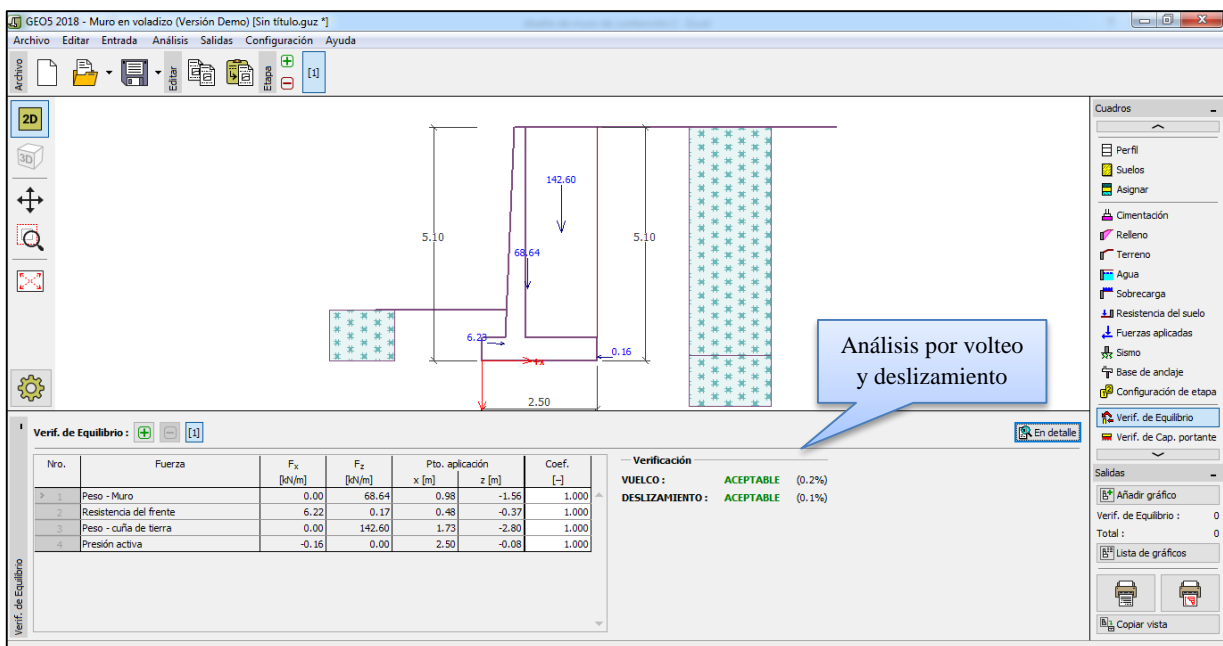 GEO5 2018 - Muro en voladizo (Versión Demo) [Sin título.guz *]
Archivo Editar Entrada Análisis Salidas Configuración Ayuda
Archivo
Editar
Etapa
[1]
2D
3D
5.10
142.60
68.64
5.10
6.23
0.16
+x
2.50
Análisis por volteo
y deslizamiento
Cuadros
Perfil
Suelos
Asignar
Cimentación
Relleno
Terreno
Agua
Sobrecarga
Resistencia del suelo
Fuerzas aplicadas
Sismo
Base de anclaje
Configuración de etapa
Verif. de Equilibrio
Verif. de Cap. portante
Verif. de Equilibrio : [1]
En detalle
Nro. Fuerza Fx Fz Pto. aplicación Coef.
[kN/m] [kN/m] x [m] z [m] [-]
> 1 Peso - Muro 0.00 68.64 0.98 -1.56 1.000
2 Resistencia del frente 6.22 0.17 0.48 -0.37 1.000
3 Peso - cuña de tierra 0.00 142.60 1.73 -2.80 1.000
4 Presión activa -0.16 0.00 2.50 -0.08 1.000
Verificación
VUELCO : ACEPTABLE (0.2%)
DESLIZAMIENTO : ACEPTABLE (0.1%)
Verif. de Equilibrio
Salidas
Añadir gráfico
Verif. de Equilibrio : 0
Total : 0
Lista de gráficos
Copiar vista